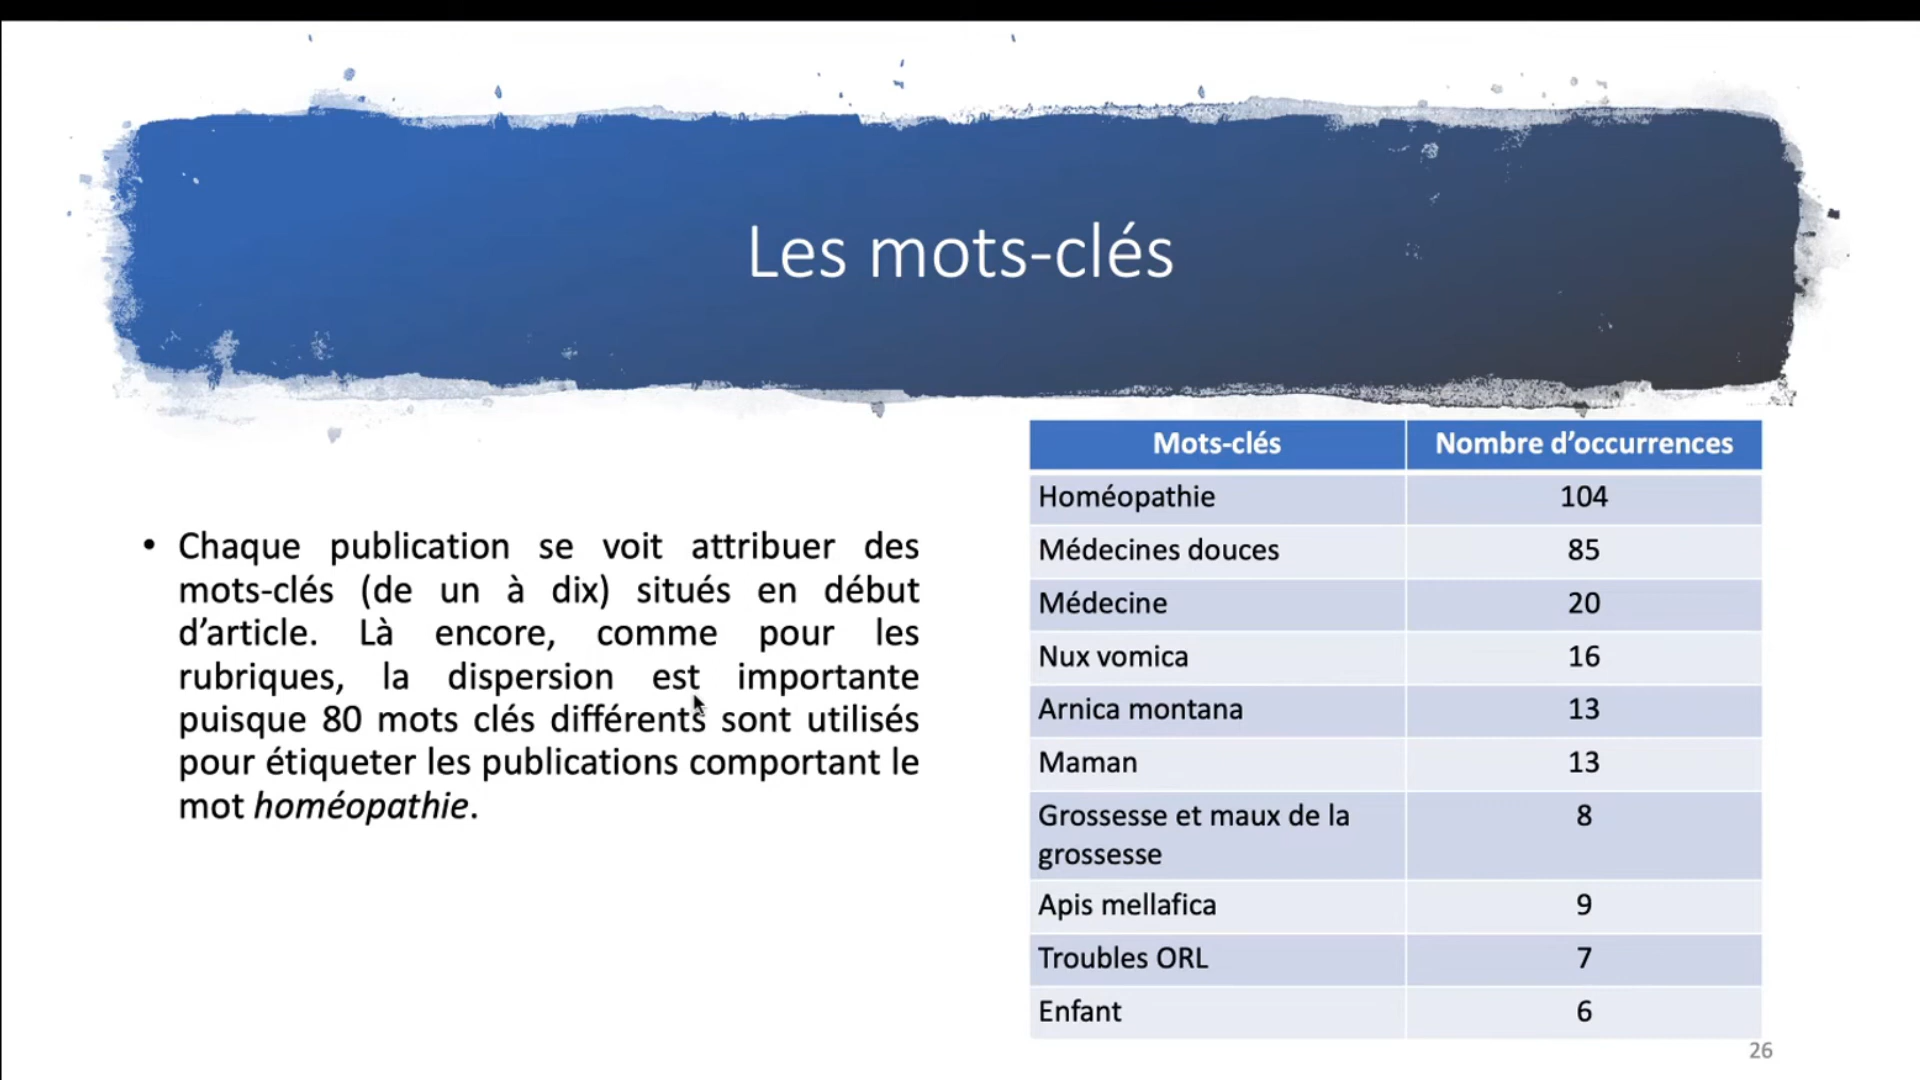 Les mots-clés
• Chaque publication se voit attribuer des
mots-clés (de un à dix) situés en début
d’article. Là encore, comme pour les
rubriques, la dispersion est importante
puisque 80 mots clés différents sont utilisés
pour étiqueter les publications comportant le
mot homéopathie.
Mots-clés Nombre d’occurrences
Homéopathie 104
Médecines douces 85
Médecine 20
Nux vomica 16
Arnica montana 13
Maman 13
Grossesse et maux de la 8
grossesse
Apis mellafica 9
Troubles ORL 7
Enfant 6
26